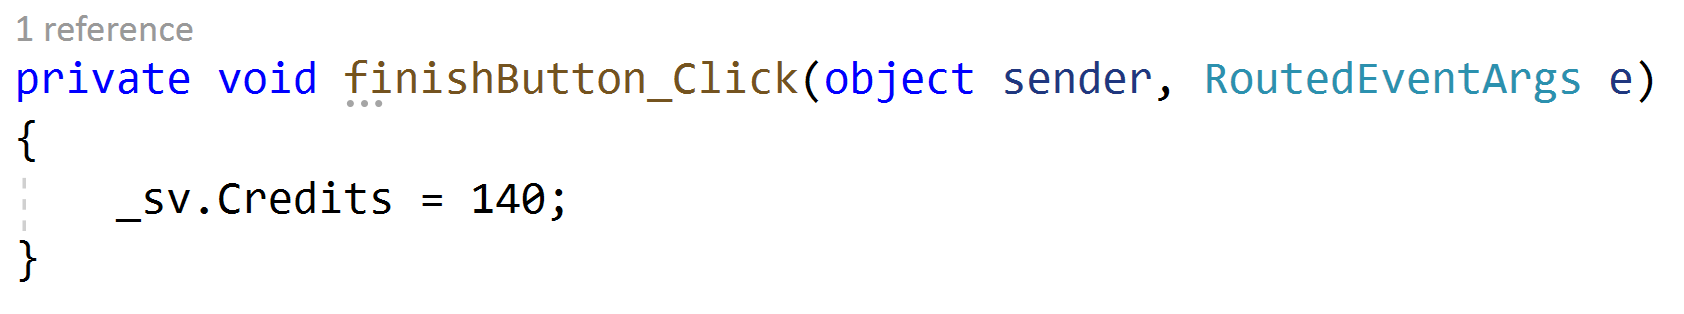 1 reference
private void finishButton_Click(object sender, RoutedEventArgs e)
{
    _sv.Credits = 140;
}